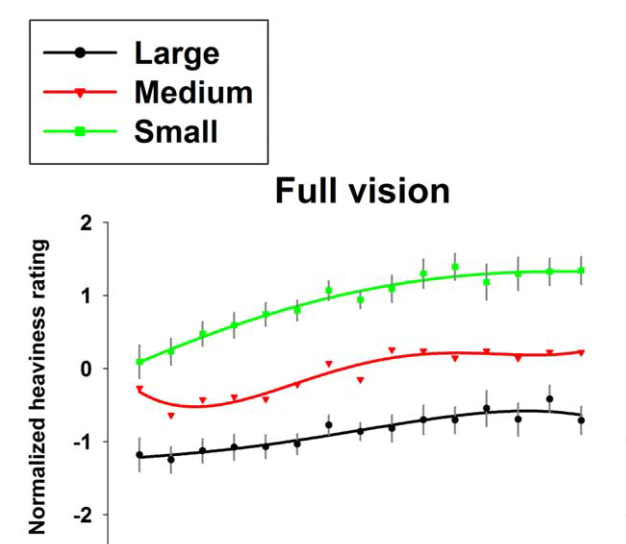 Large
Medium
Small
Full vision
Normalized heaviness rating
2
1
0
-1
-2